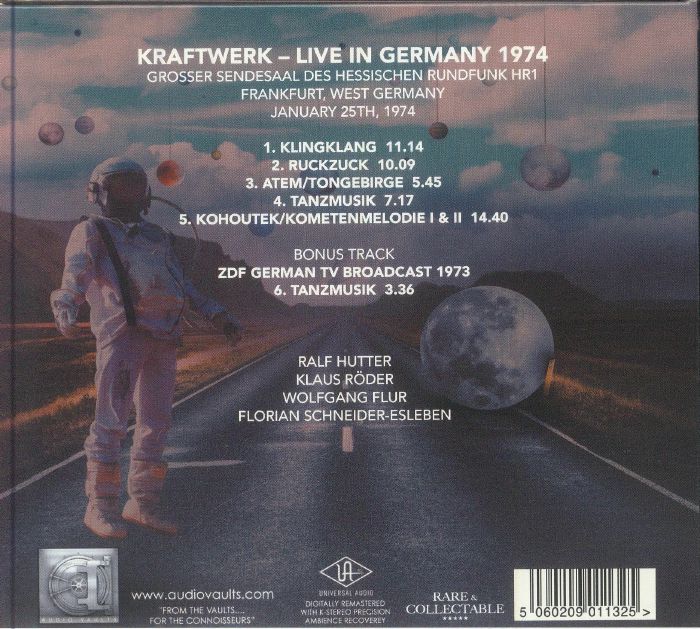 KRAFTWERK – LIVE IN GERMANY 1974
GROSSER SENDESAAL DES HESSISCHEN RUNDFUNK HR1
FRANKFURT, WEST GERMANY
JANUARY 25TH, 1974
1. KLINGKLANG 11.14
2. RUCKZUCK 10.09
3. ATEM/TONGEBIRGE 5.45
4. TANZMUSIK 7.17
5. KOHOUTEK/KOMETENMELODIE I & II 14.40
BONUS TRACK
ZDF GERMAN TV BROADCAST 1973
6. TANZMUSIK 3.36
RALF HUTTER
KLAUS RÖDER
WOLFGANG FLUR
FLORIAN SCHNEIDER-ESLEBEN
AUDIO VAULTS
www.audiovaults.com
"FROM THE VAULTS....
FOR THE CONNOISSEURS"
UA
UNIVERSAL AUDIO
DIGITALLY REMASTERED
WITH K-STEREO PRECISION
AMBIENCE RECOVEREY
RARE &
COLLECTABLE
★★★★★
5 060209 011325 >